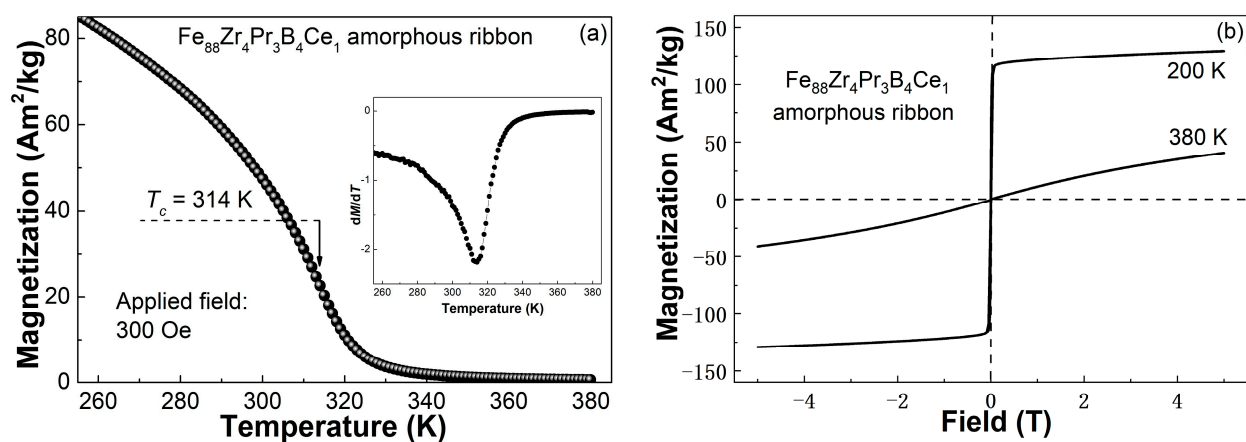 Fe₈₈Zr₄Pr₃B₄Ce₁ amorphous ribbon
(a)
Magnetization (Am²/kg)
80
60
40
20
0
T_c = 314 K
Applied field:
300 Oe
260 280 300 320 340 360 380
Temperature (K)
dM/dT
0
-1
-2
260 280 300 320 340 360 380
Temperature (K)
(b)
Magnetization (Am²/kg)
150
100
50
0
−50
−100
−150
Fe₈₈Zr₄Pr₃B₄Ce₁
amorphous ribbon
200 K
380 K
−4 −2 0 2 4
Field (T)